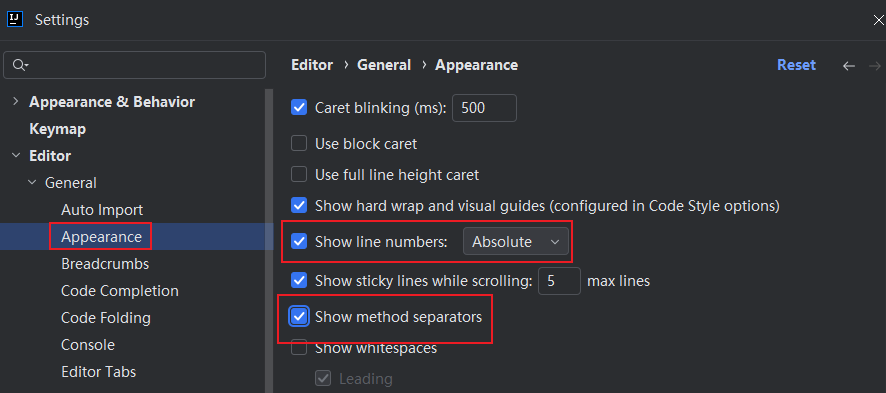 IJ
Settings
Editor › General › Appearance
Reset
Appearance & Behavior
Keymap
Editor
General
Auto Import
Appearance
Breadcrumbs
Code Completion
Code Folding
Console
Editor Tabs
Caret blinking (ms): 500
Use block caret
Use full line height caret
Show hard wrap and visual guides (configured in Code Style options)
Show line numbers: Absolute
Show sticky lines while scrolling: 5 max lines
Show method separators
Show whitespaces
Leading